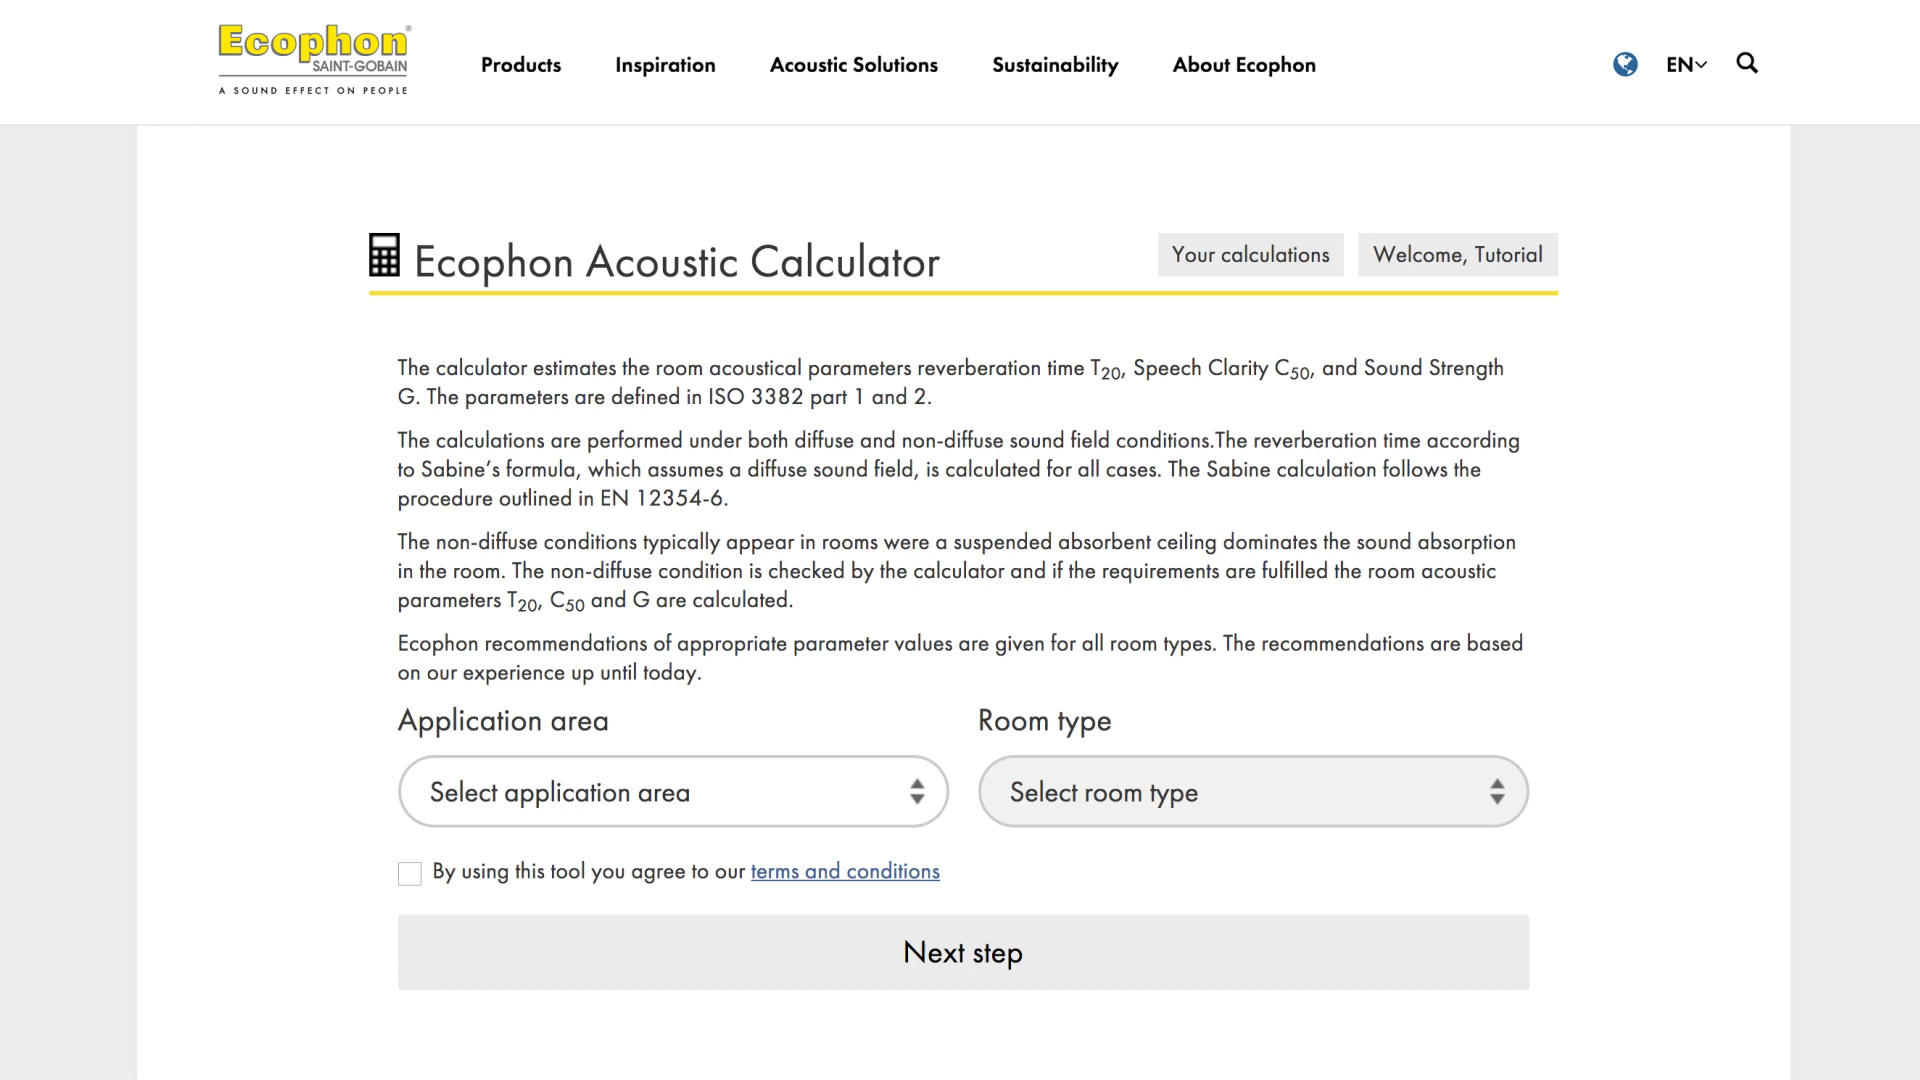 Ecophon®
SAINT-GOBAIN
A SOUND EFFECT ON PEOPLE
Products
Inspiration
Acoustic Solutions
Sustainability
About Ecophon
EN
Ecophon Acoustic Calculator
Your calculations
Welcome, Tutorial
The calculator estimates the room acoustical parameters reverberation time T20, Speech Clarity C50, and Sound Strength
G. The parameters are defined in ISO 3382 part 1 and 2.
The calculations are performed under both diffuse and non-diffuse sound field conditions.The reverberation time according
to Sabine’s formula, which assumes a diffuse sound field, is calculated for all cases. The Sabine calculation follows the
procedure outlined in EN 12354-6.
The non-diffuse conditions typically appear in rooms were a suspended absorbent ceiling dominates the sound absorption
in the room. The non-diffuse condition is checked by the calculator and if the requirements are fulfilled the room acoustic
parameters T20, C50 and G are calculated.
Ecophon recommendations of appropriate parameter values are given for all room types. The recommendations are based
on our experience up until today.
Application area
Room type
Select application area
Select room type
By using this tool you agree to our terms and conditions
Next step